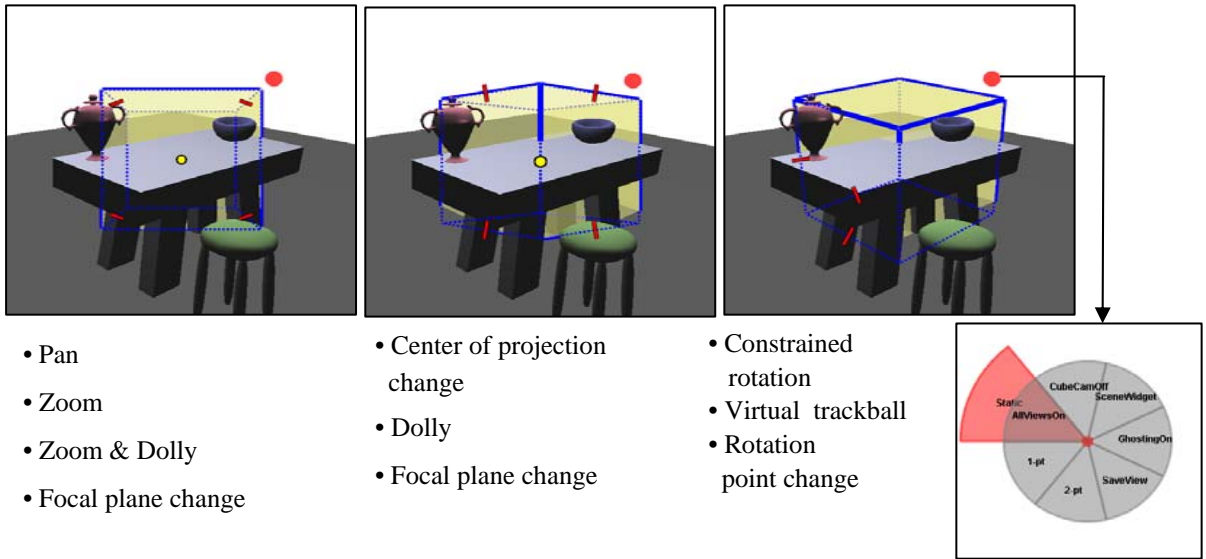 • Pan
• Zoom
• Zoom & Dolly
• Focal plane change
• Center of projection
change
• Dolly
• Focal plane change
• Constrained
rotation
• Virtual trackball
• Rotation
point change
CubeCamOff
SceneWidget
Static
AllViewsOn
GhostingOn
1-pt
SaveView
2-pt